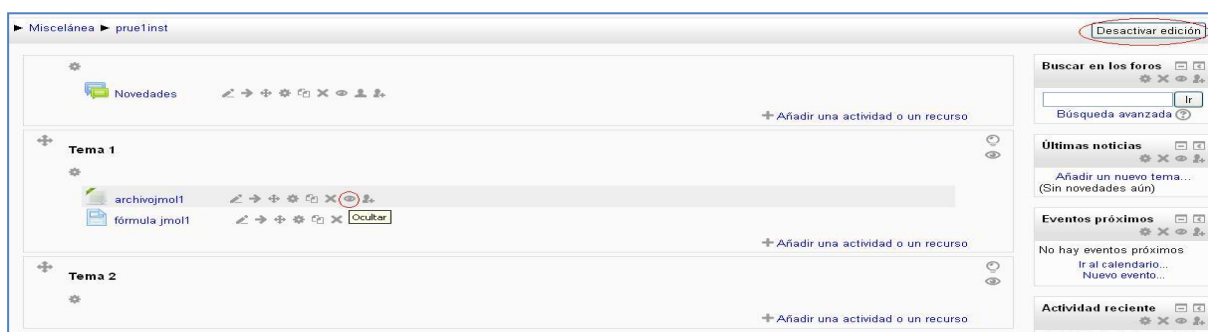 Miscelánea ► prue1inst
Desactivar edición
Novedades
+ Añadir una actividad o un recurso
Tema 1
archivojmol1
fórmula jmol1
Ocultar
+ Añadir una actividad o un recurso
Tema 2
+ Añadir una actividad o un recurso
Buscar en los foros
Ir
Búsqueda avanzada
Últimas noticias
Añadir un nuevo tema...
(Sin novedades aún)
Eventos próximos
No hay eventos próximos
Ir al calendario...
Nuevo evento...
Actividad reciente